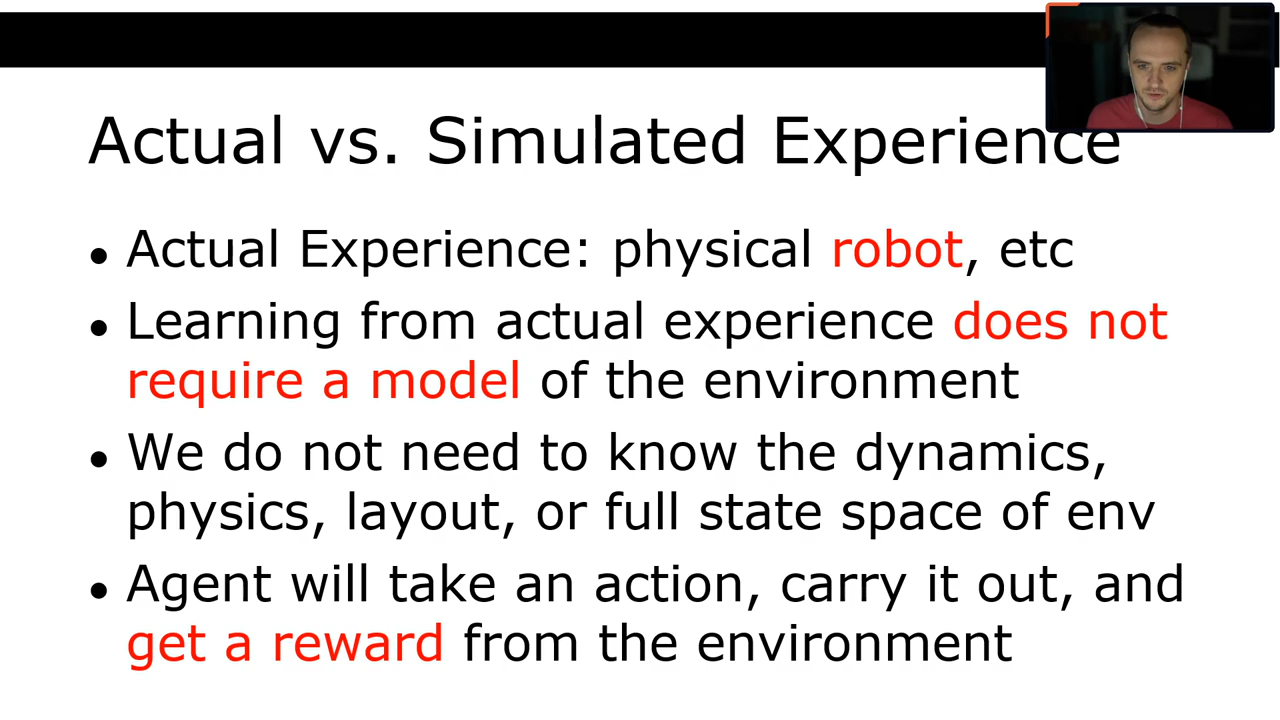 Actual vs. Simulated Experience
● Actual Experience: physical robot, etc
● Learning from actual experience does not
require a model of the environment
● We do not need to know the dynamics,
physics, layout, or full state space of env
● Agent will take an action, carry it out, and
get a reward from the environment